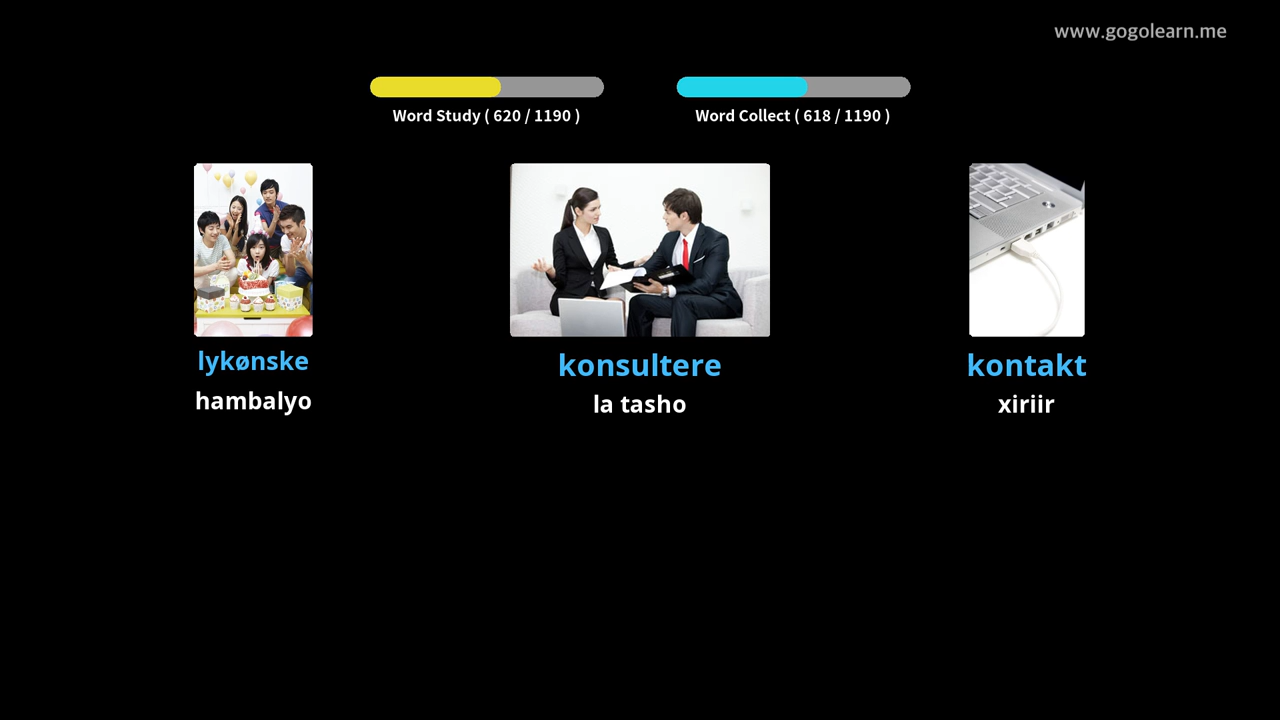 www.gogolearn.me
Word Study ( 620 / 1190 )
Word Collect ( 618 / 1190 )
lykønske
hambalyo
konsultere
la tasho
kontakt
xiriir